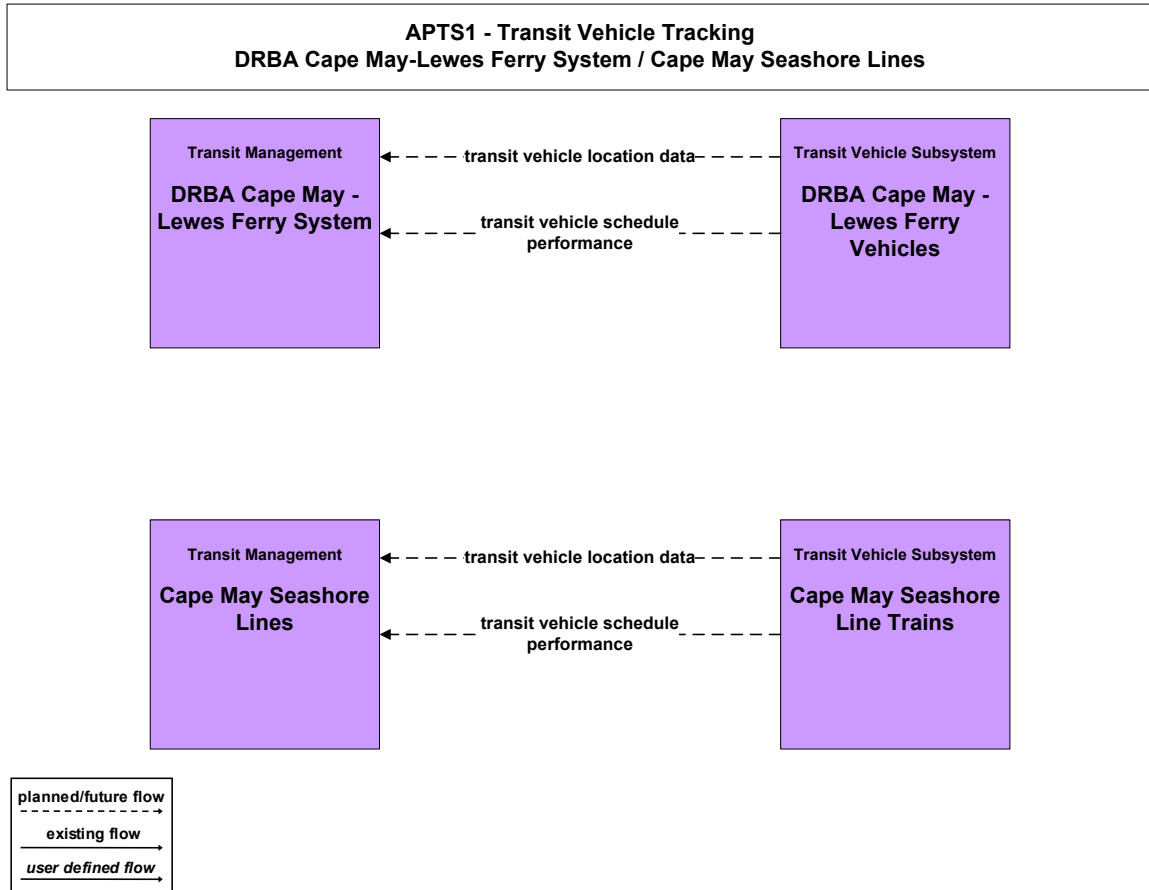 APTS1 - Transit Vehicle Tracking
DRBA Cape May-Lewes Ferry System / Cape May Seashore Lines
Transit Management
DRBA Cape May -
Lewes Ferry System
transit vehicle location data
transit vehicle schedule
performance
Transit Vehicle Subsystem
DRBA Cape May -
Lewes Ferry
Vehicles
Transit Management
Cape May Seashore
Lines
transit vehicle location data
transit vehicle schedule
performance
Transit Vehicle Subsystem
Cape May Seashore
Line Trains
planned/future flow
existing flow
user defined flow